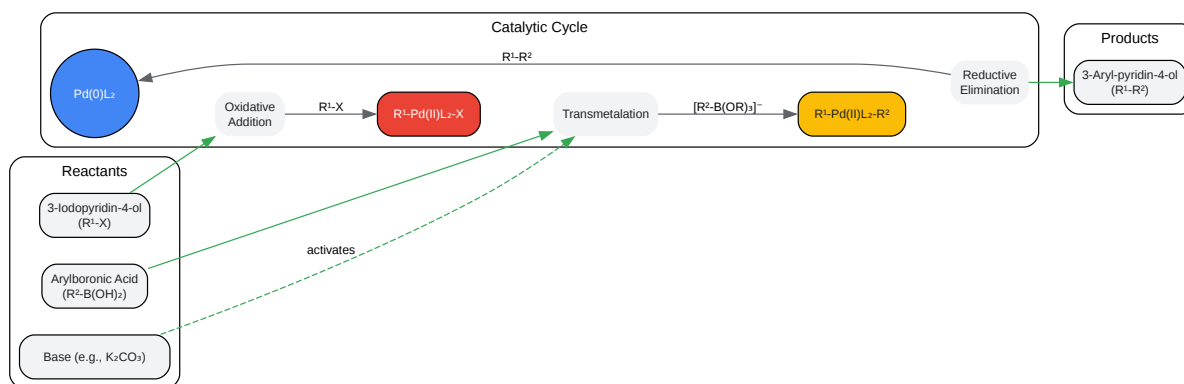 Catalytic Cycle
R¹-R²
Pd(0)L₂
Oxidative
Addition
R¹-X
R¹-Pd(II)L₂-X
Transmetalation
[R²-B(OR)₃]⁻
R¹-Pd(II)L₂-R²
Reductive
Elimination
Products
3-Aryl-pyridin-4-ol
(R¹-R²)
Reactants
3-Iodopyridin-4-ol
(R¹-X)
Arylboronic Acid
(R²-B(OH)₂)
activates
Base (e.g., K₂CO₃)